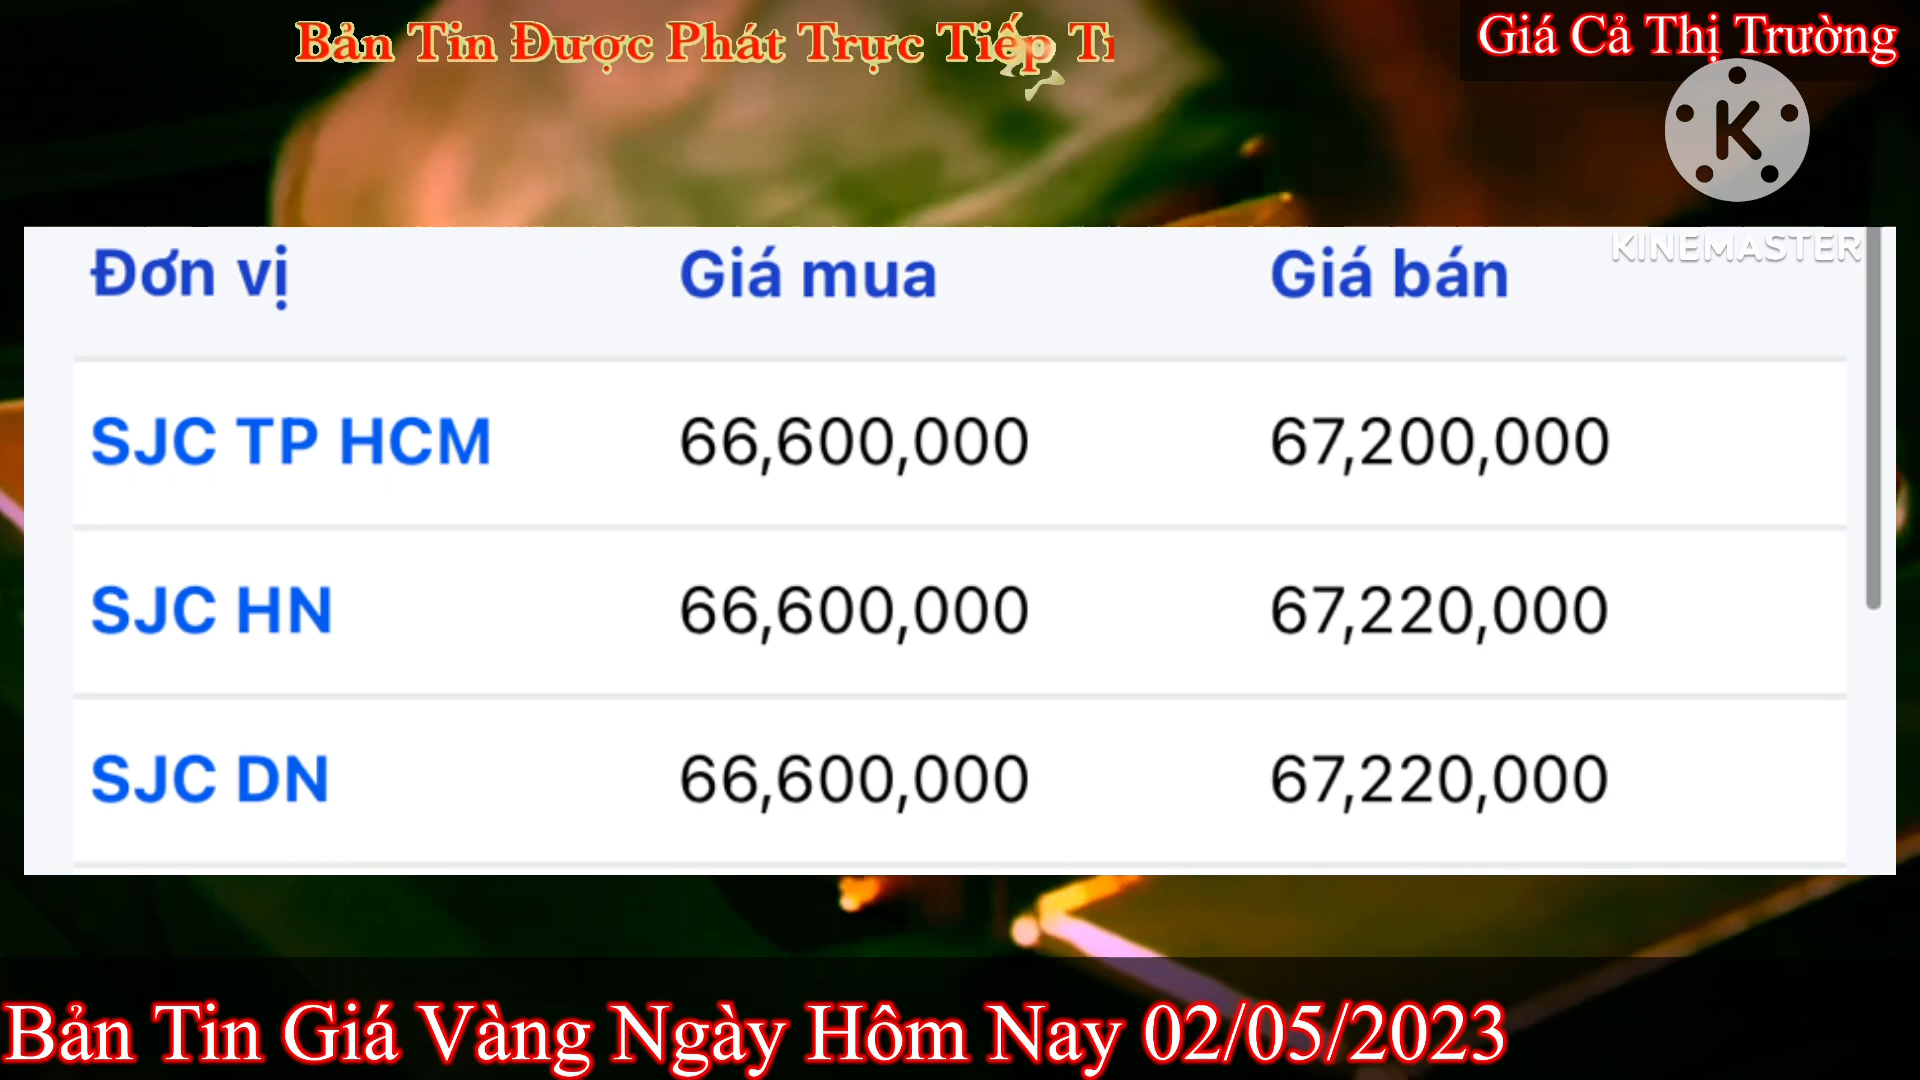 Bản Tin Được Phát Trực Tiếp
Giá Cả Thị Trường
K
KINEMASTER
Đơn vị Giá mua Giá bán
SJC TP HCM 66,600,000 67,200,000
SJC HN 66,600,000 67,220,000
SJC DN 66,600,000 67,220,000
Bản Tin Giá Vàng Ngày Hôm Nay 02/05/2023